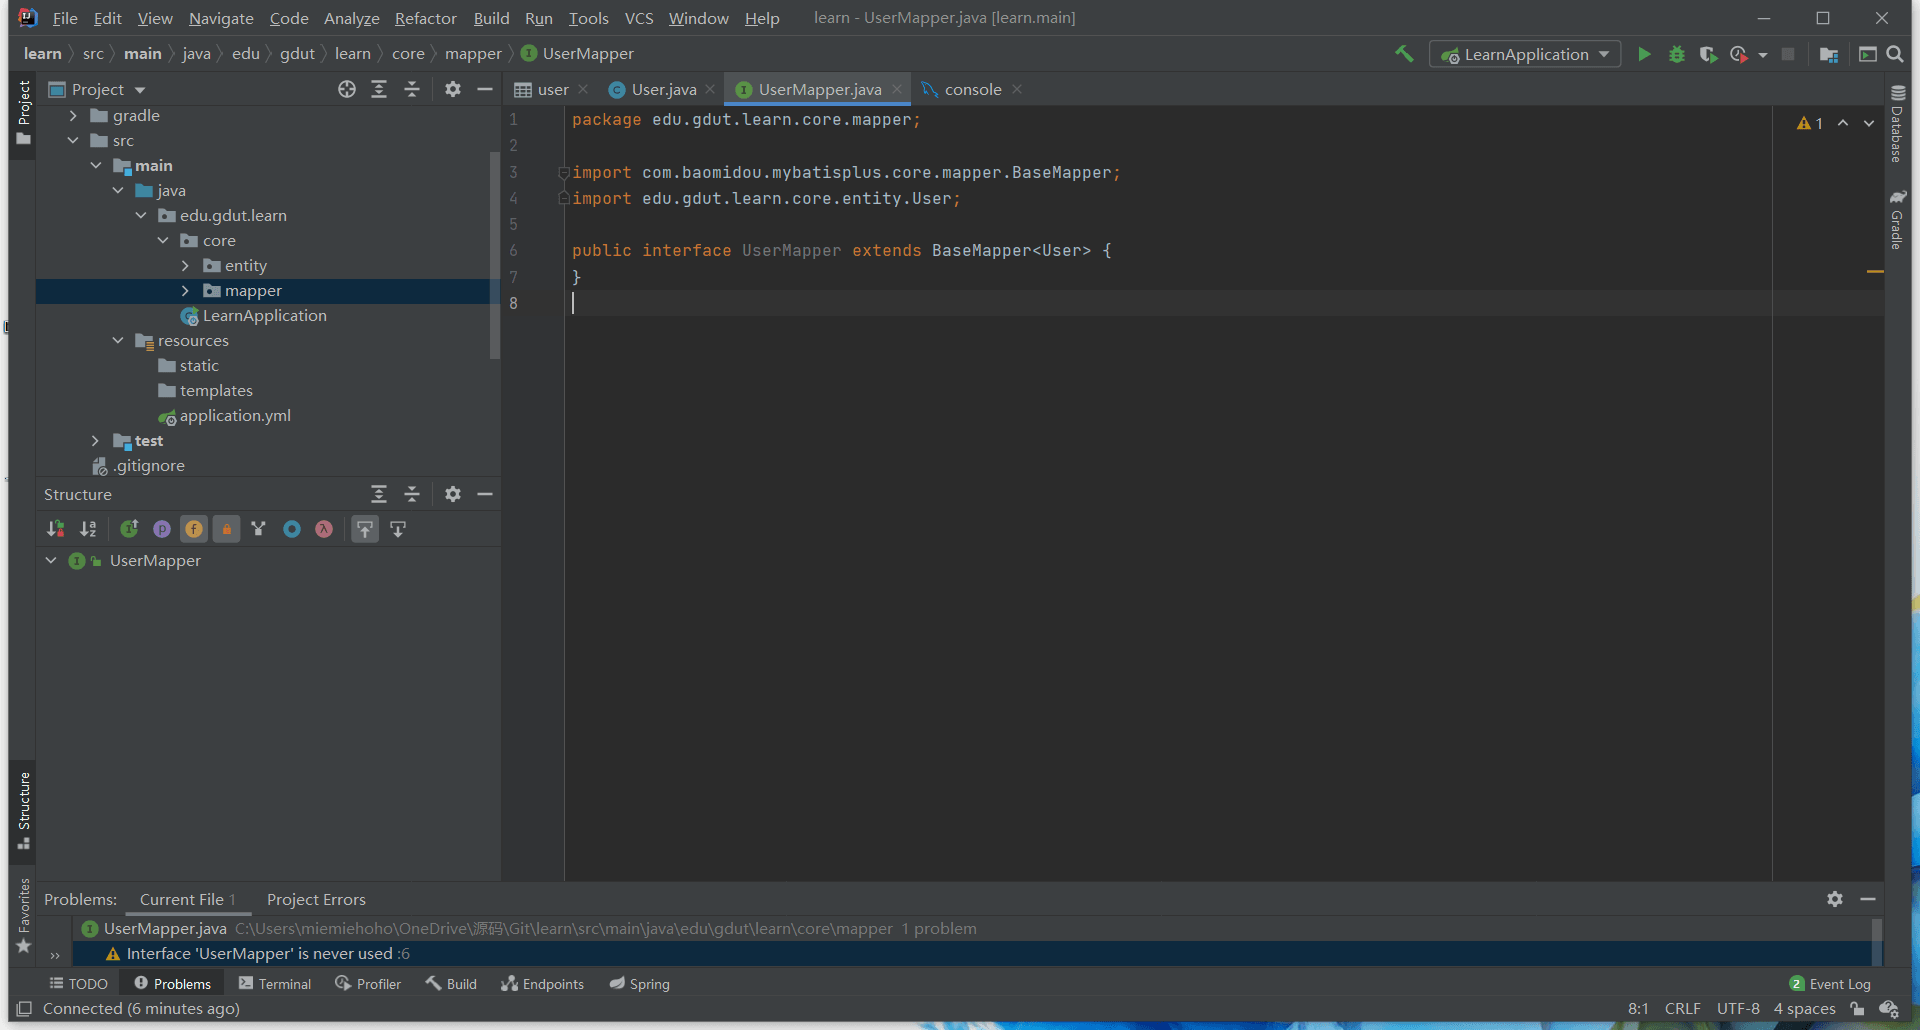 File Edit View Navigate Code Analyze Refactor Build Run Tools VCS Window Help learn - UserMapper.java [learn.main]
learn src main java edu gdut learn core mapper UserMapper
LearnApplication
Project
Project
user
User.java
UserMapper.java
console
gradle
src
main
java
edu.gdut.learn
core
entity
mapper
LearnApplication
resources
static
templates
application.yml
test
.gitignore
1 package edu.gdut.learn.core.mapper;
2
3 import com.baomidou.mybatisplus.core.mapper.BaseMapper;
4 import edu.gdut.learn.core.entity.User;
5
6 public interface UserMapper extends BaseMapper<User> {
7 }
8
1
Database
Gradle
Structure
UserMapper
Structure
Favorites
Problems: Current File 1 Project Errors
UserMapper.java C:\Users\miemiehoho\OneDrive\源码\Git\learn\src\main\java\edu\gdut\learn\core\mapper 1 problem
Interface 'UserMapper' is never used :6
TODO Problems Terminal Profiler Build Endpoints Spring 2 Event Log
Connected (6 minutes ago) 8:1 CRLF UTF-8 4 spaces